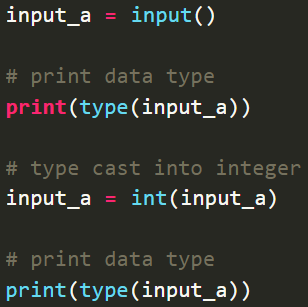 input_a = input()
# print data type
print(type(input_a))
# type cast into integer
input_a = int(input_a)
# print data type
print(type(input_a))